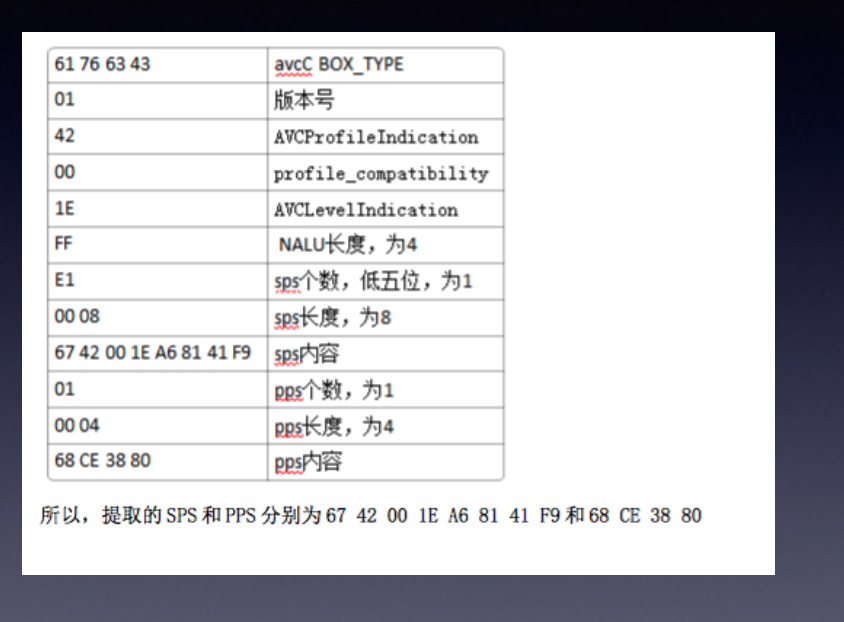 61 76 63 43 avcC BOX_TYPE
01 版本号
42 AVCProfileIndication
00 profile_compatibility
1E AVCLevelIndication
FF NALU长度，为4
E1 sps个数，低五位，为1
00 08 sps长度，为8
67 42 00 1E A6 81 41 F9 sps内容
01 pps个数，为1
00 04 pps长度，为4
68 CE 38 80 pps内容
所以，提取的SPS和PPS分别为67 42 00 1E A6 81 41 F9和68 CE 38 80